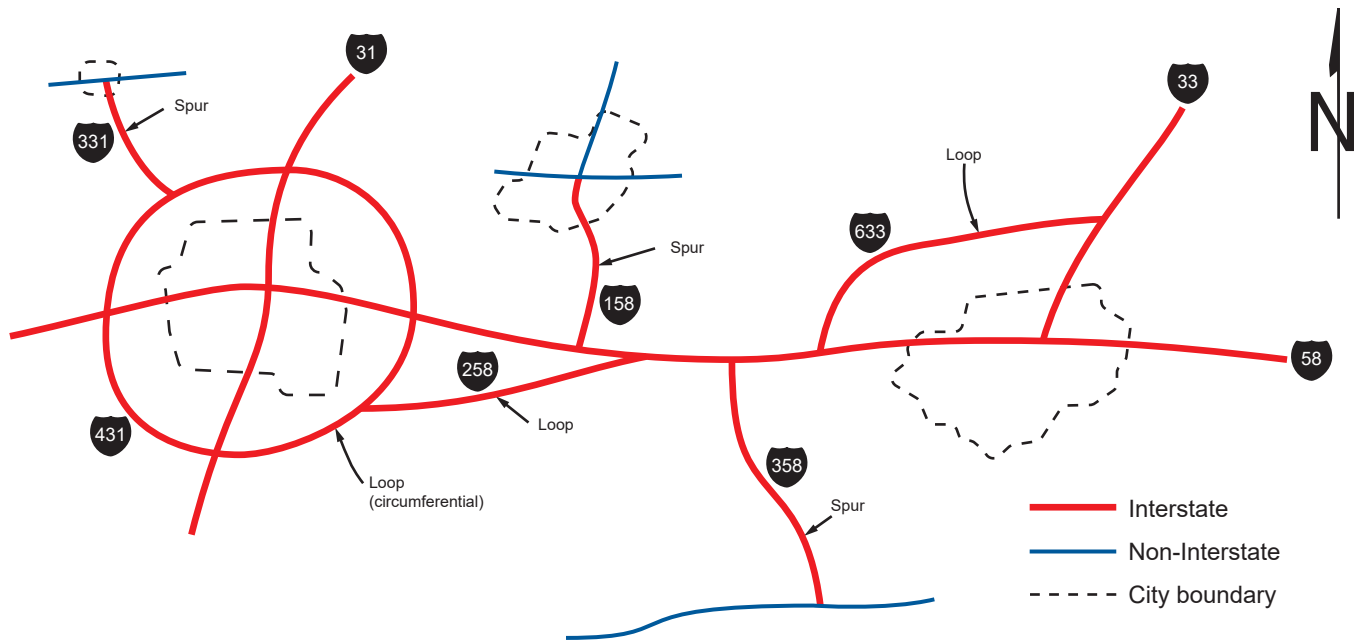 31
33
N
Spur
331
Loop
633
Spur
158
258
58
431
Loop
Loop
(circumferential)
358
Spur
Interstate
Non-Interstate
City boundary